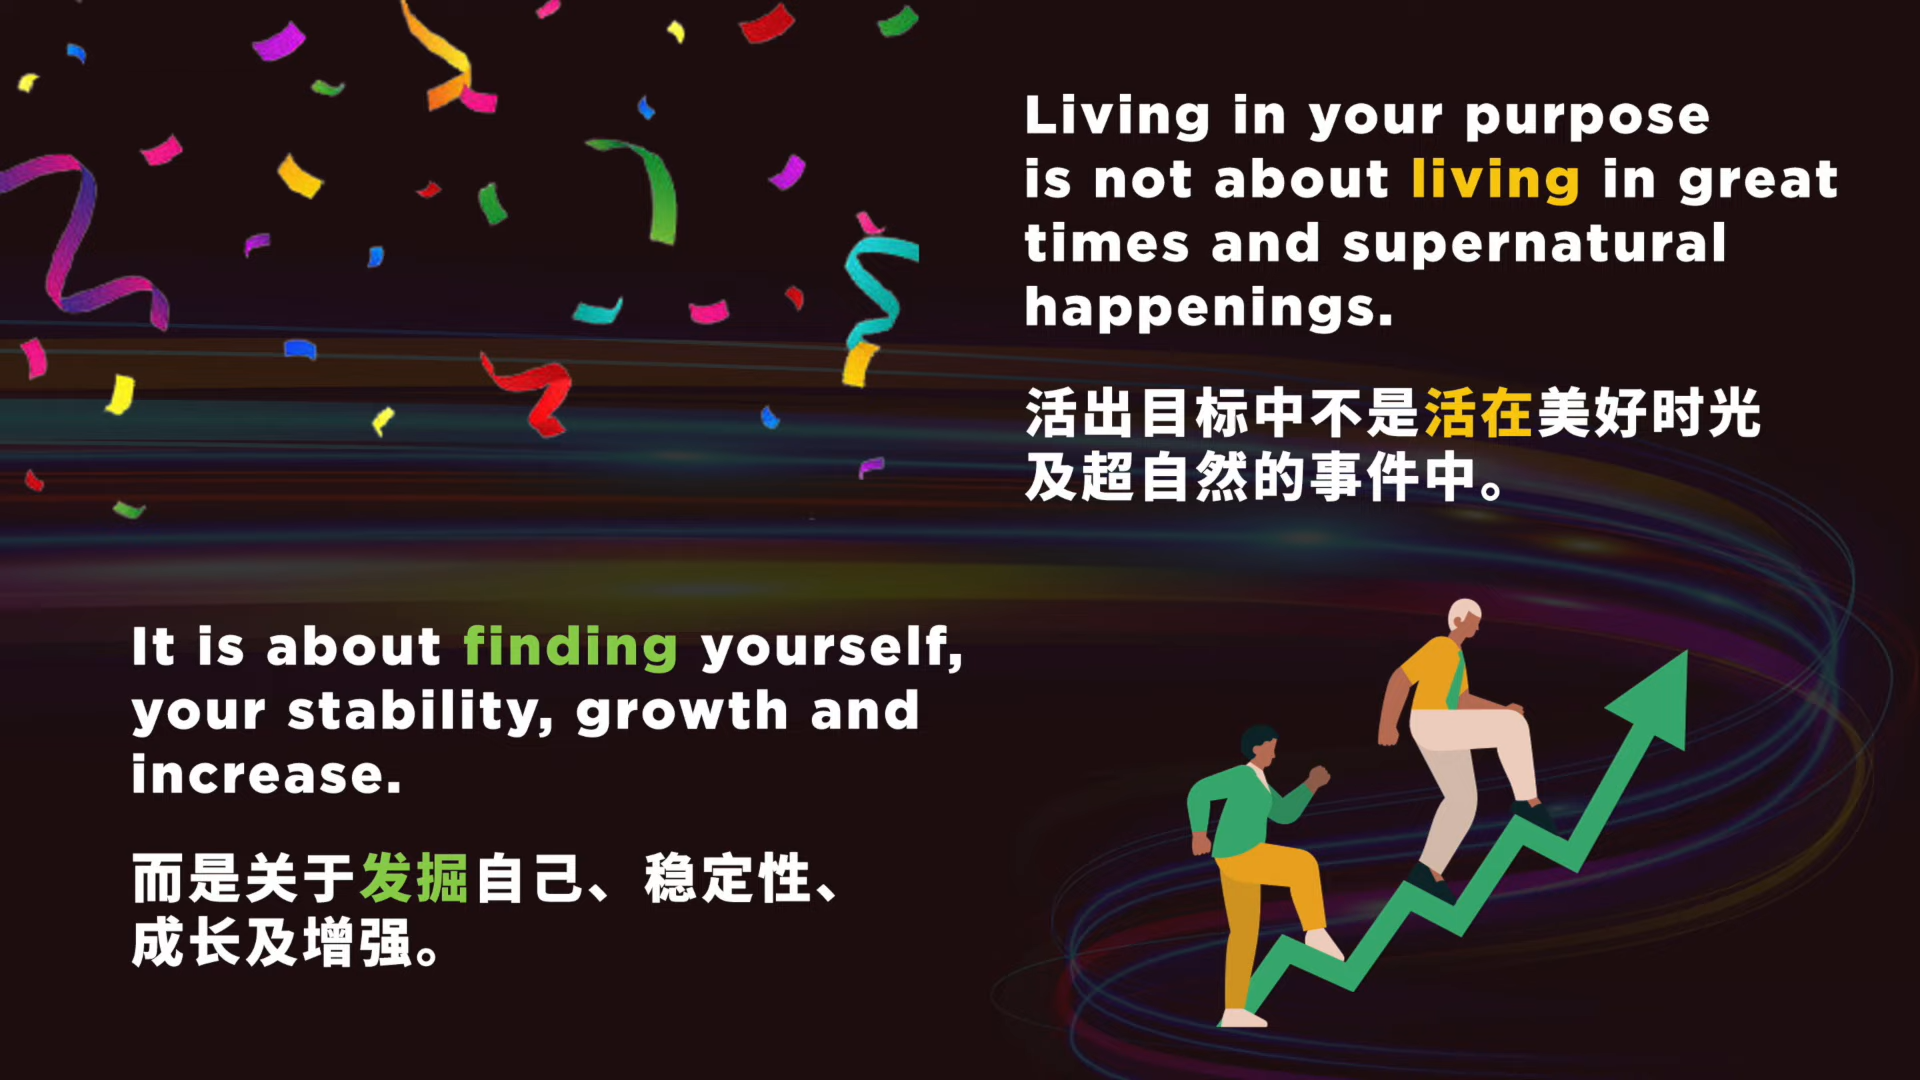 Living in your purpose
is not about living in great
times and supernatural
happenings.
活出目标中不是活在美好时光
及超自然的事件中。
It is about finding yourself,
your stability, growth and
increase.
而是关于发掘自己、稳定性、
成长及增强。